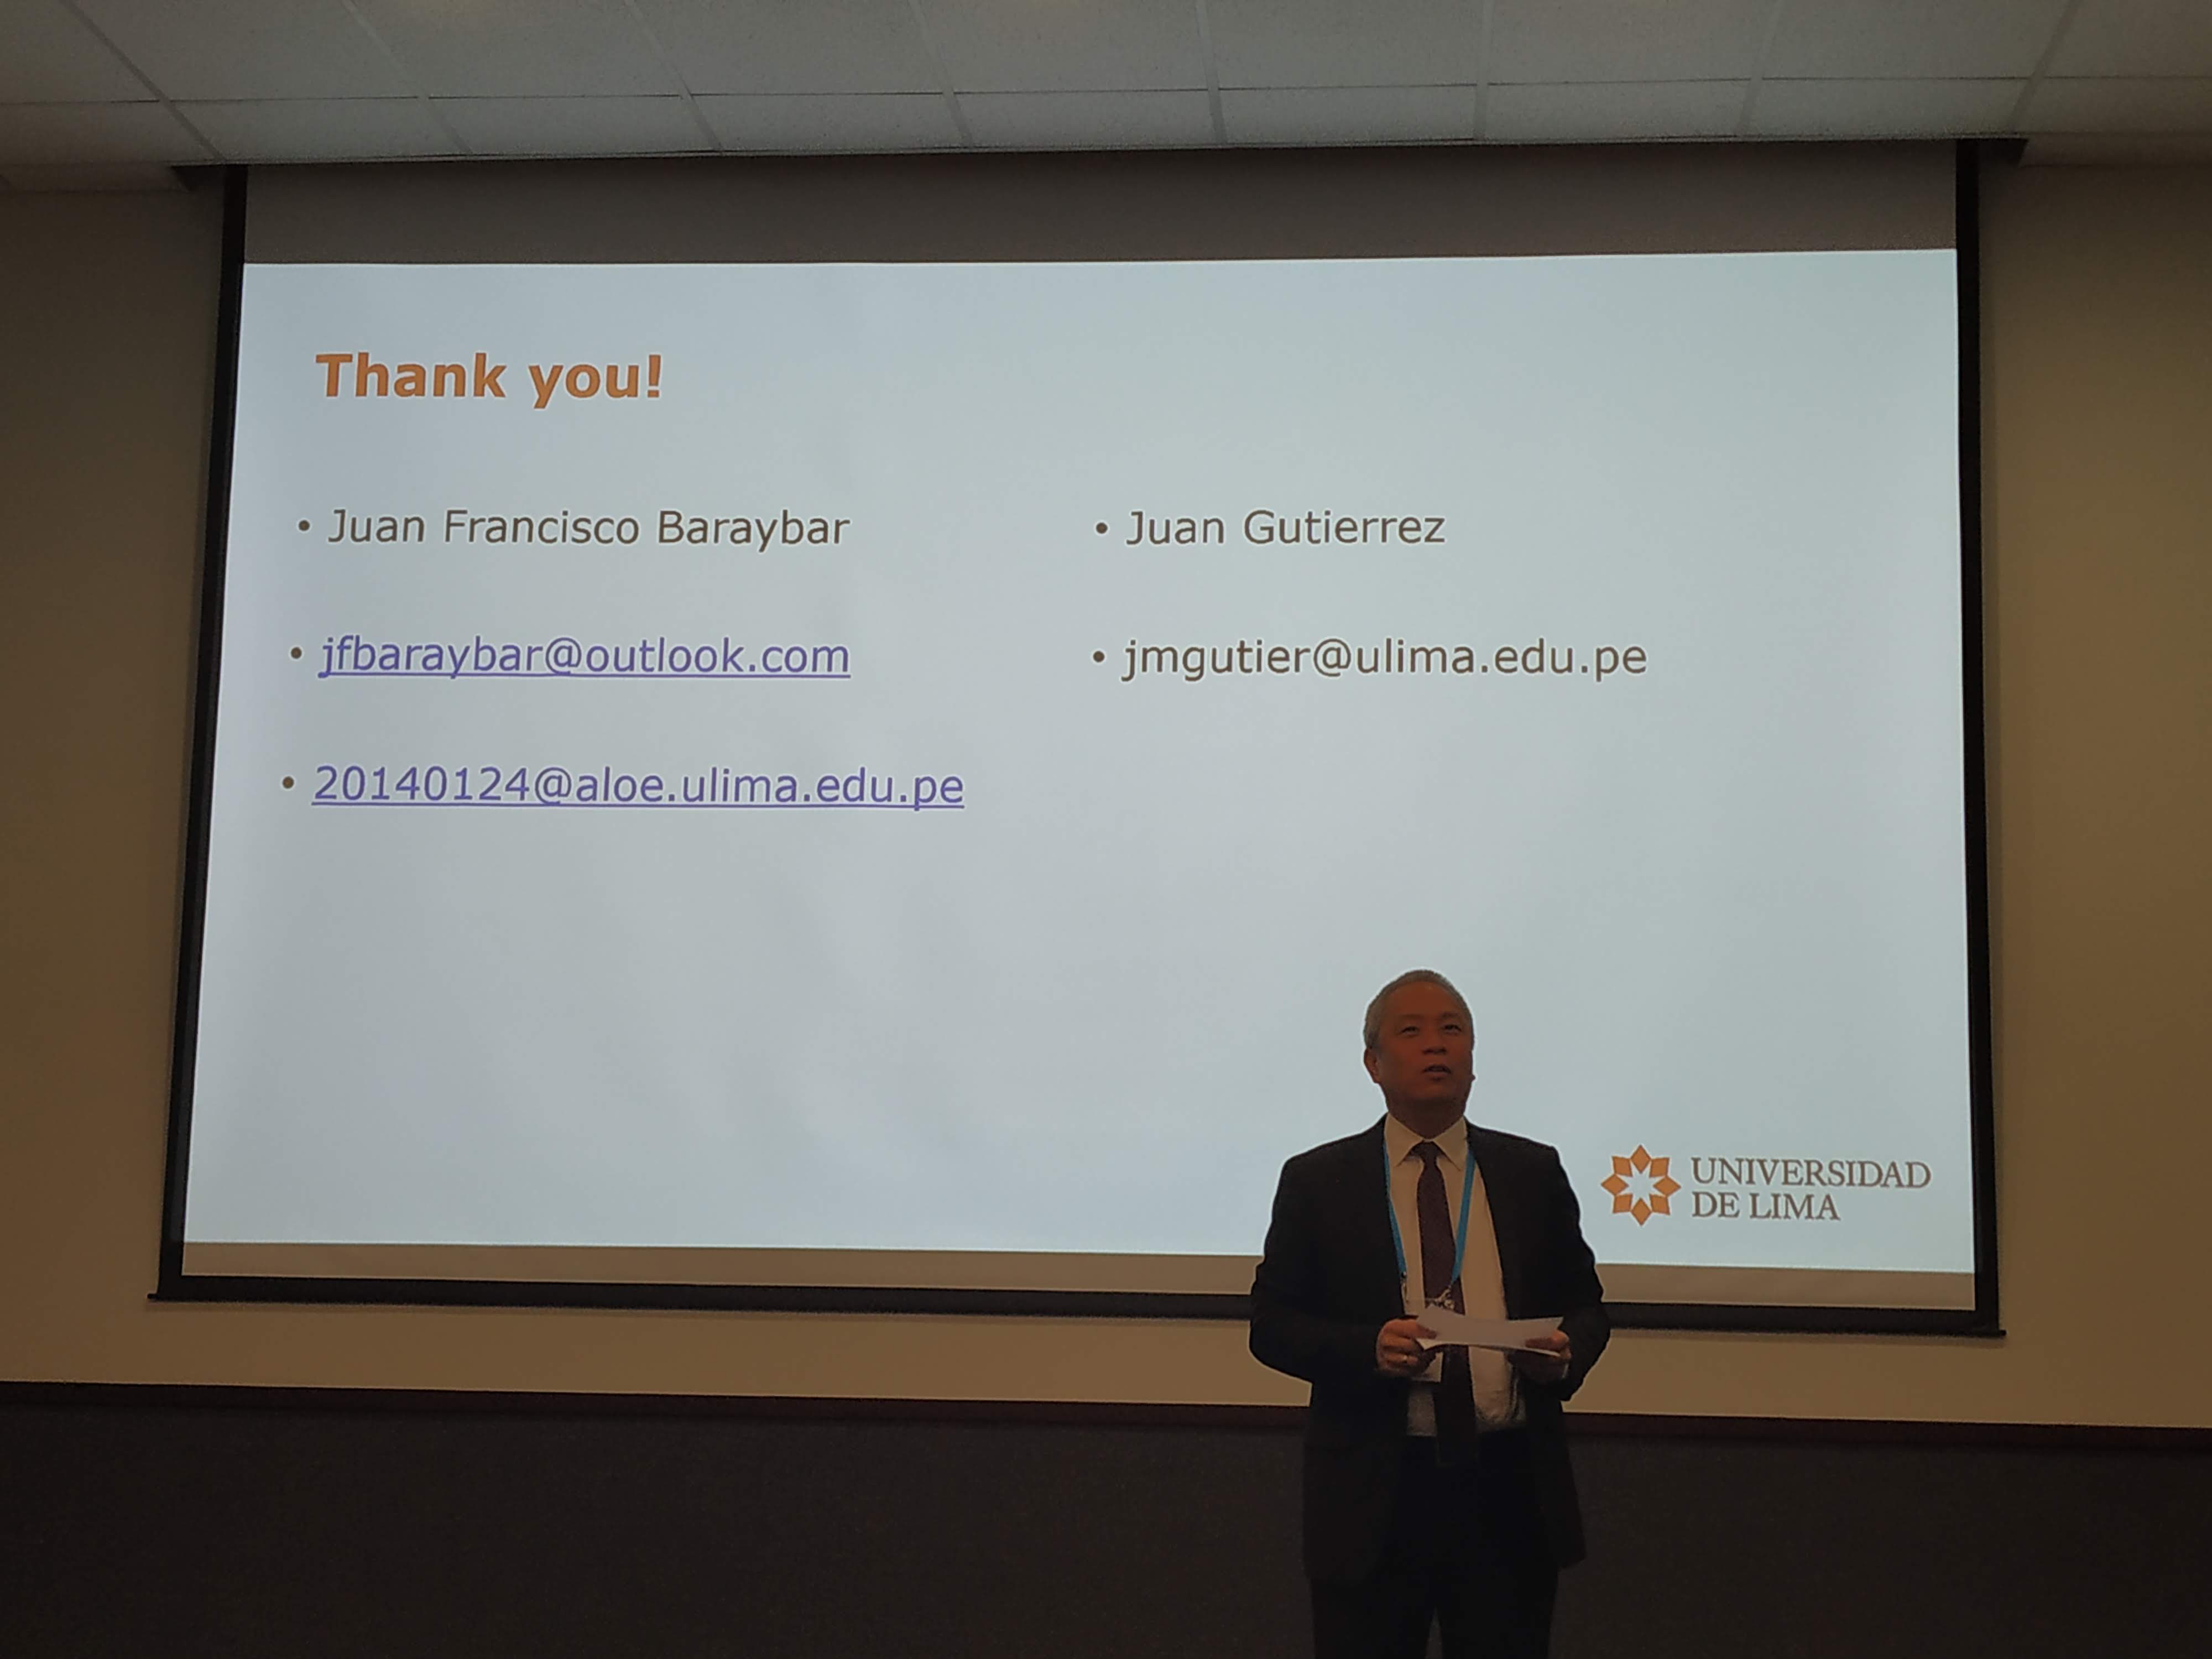 Thank you!
• Juan Francisco Baraybar
• jfbaraybar@outlook.com
• 20140124@aloe.ulima.edu.pe
• Juan Gutierrez
• jmgutier@ulima.edu.pe
UNIVERSIDAD
DE LIMA